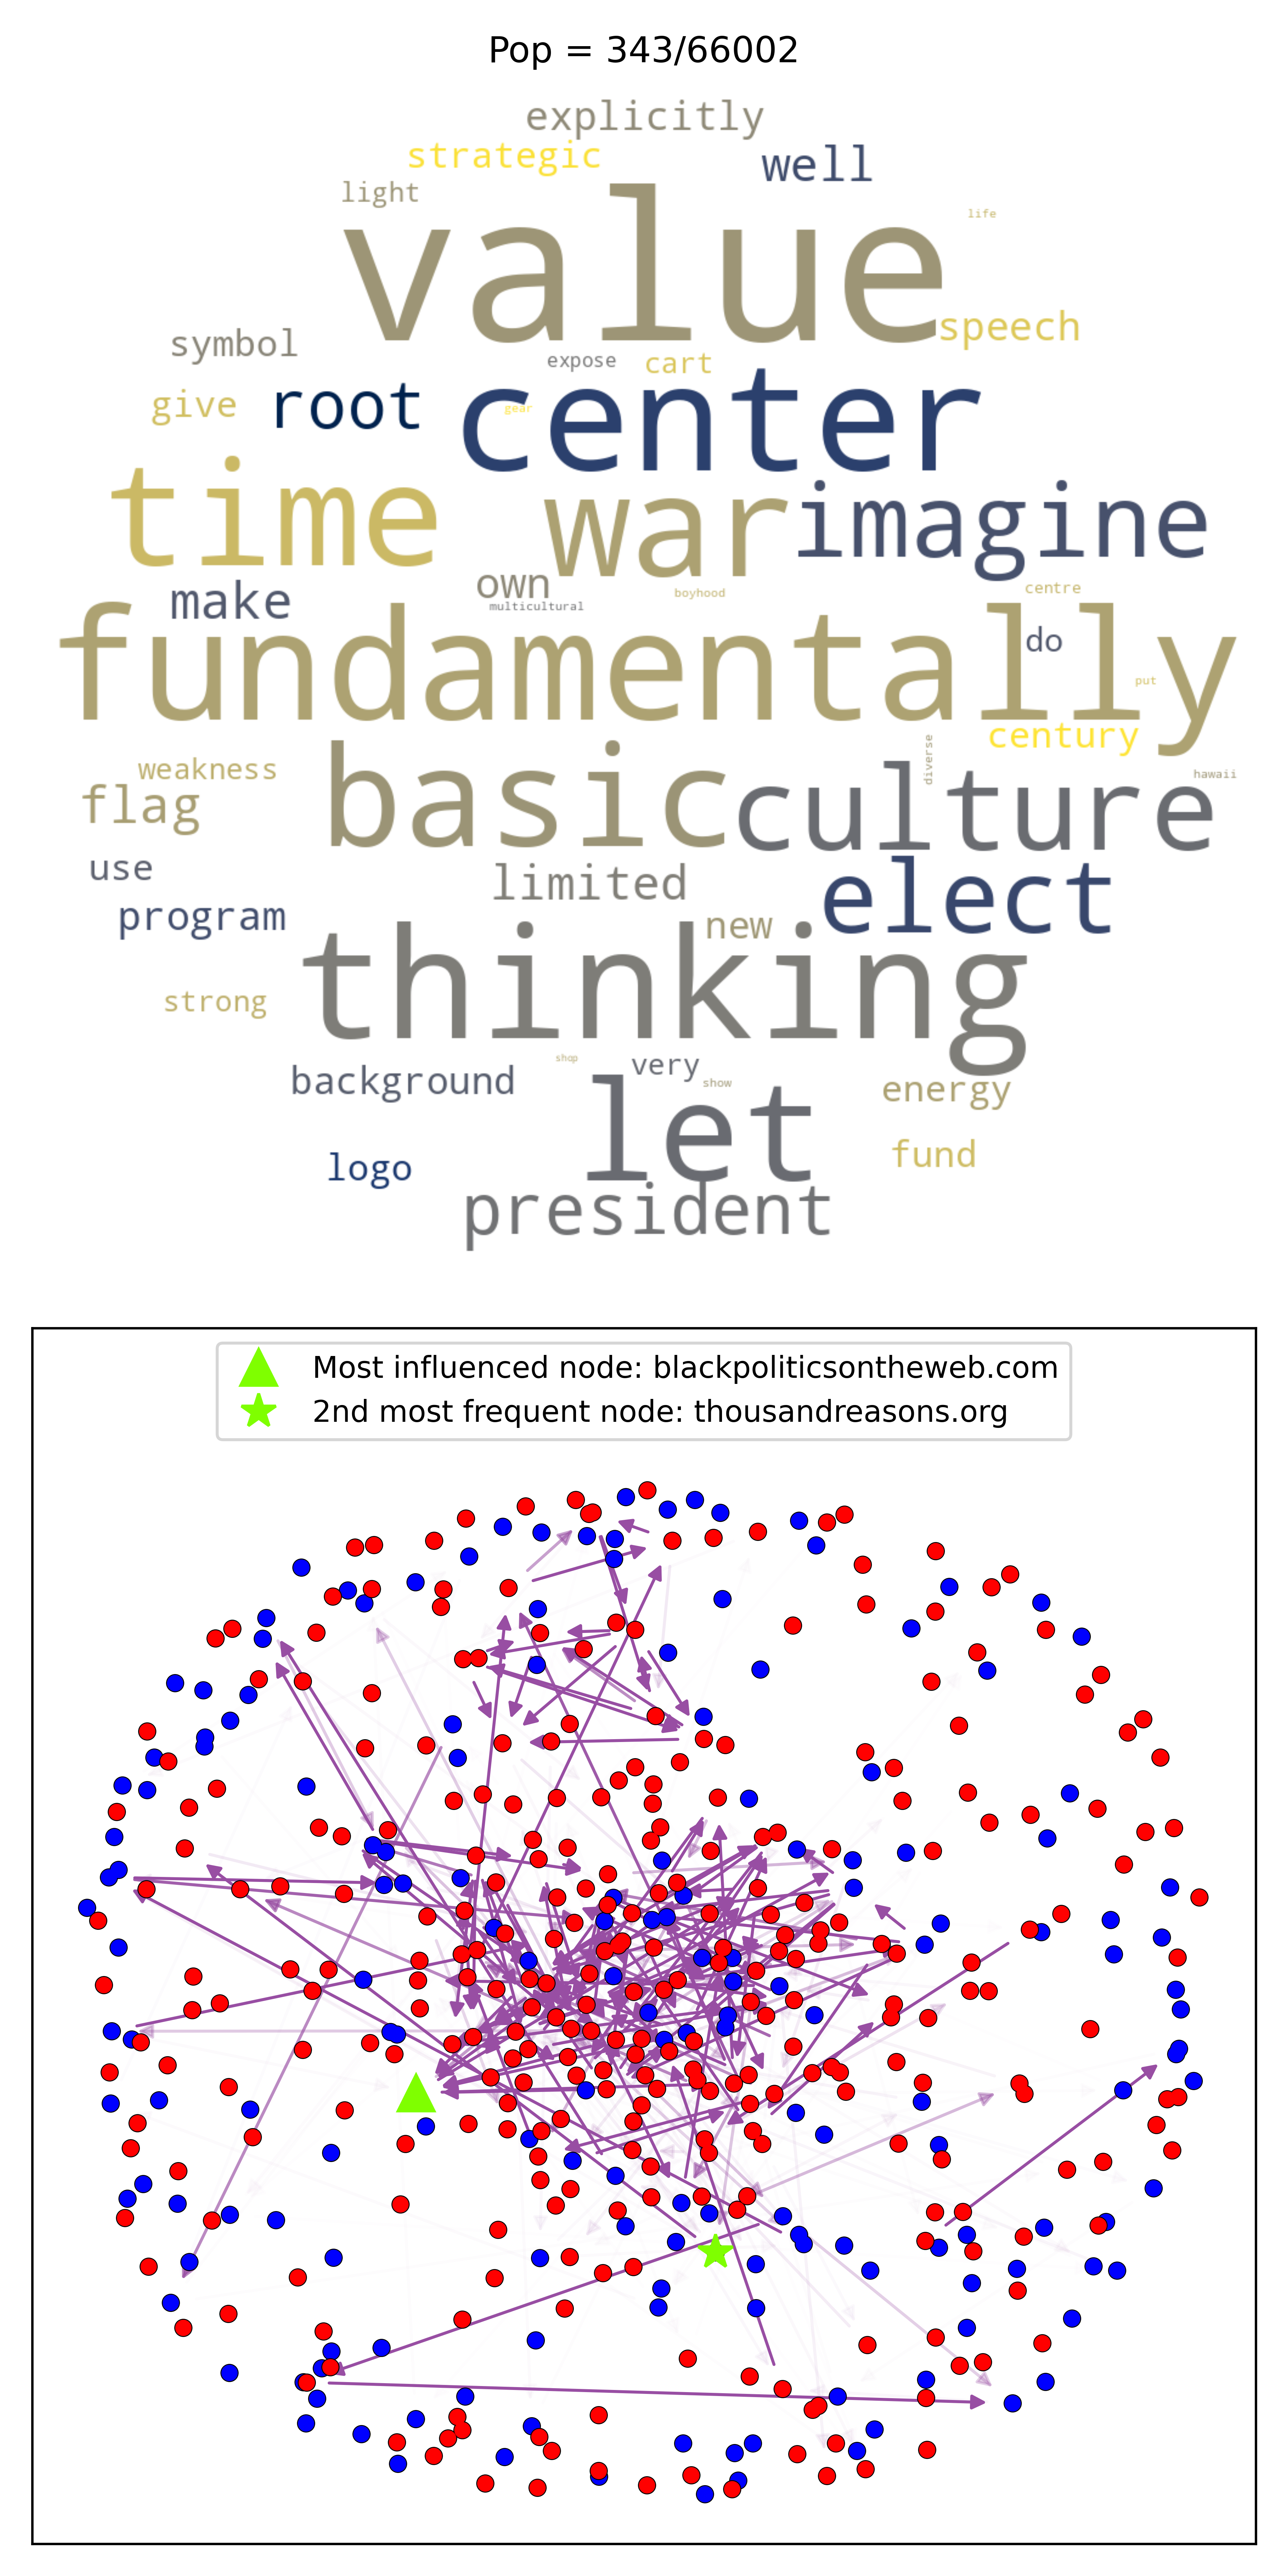 Pop = 343/66002
explicitly
strategic
well
light
life
value
speech
symbol
expose
cart
give
root
gear
center
time
war
imagine
own
make
multicultural
boyhood
centre
fundamentally
do
put
century
weakness
basic
diverse
hawaii
flag
culture
use
limited
elect
program
new
thinking
strong
shop
very
show
background
let
energy
logo
fund
president
Most influenced node: blackpoliticsontheweb.com
2nd most frequent node: thousandreasons.org